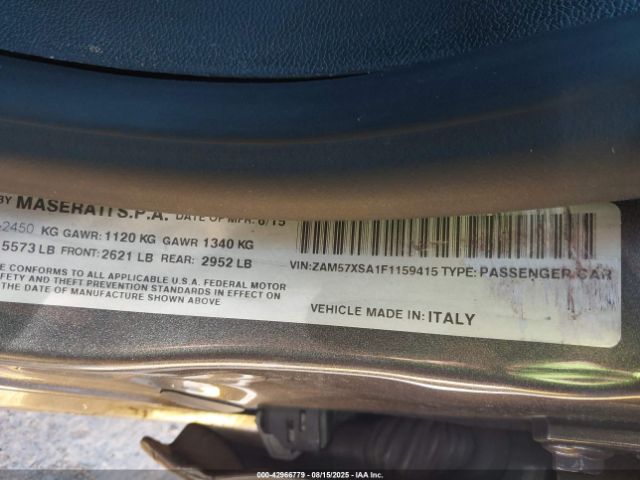 BY MASERATI S.P.A. DATE OF MFR: 6/15
2450 KG GAWR: 1120 KG GAWR 1340 KG
5573 LB FRONT: 2621 LB REAR: 2952 LB
VIN:ZAM57XSA1F1159415 TYPE: PASSENGER CAR
E CONFORMS TO ALL APPLICABLE U.S.A. FEDERAL MOTOR
AFETY AND THEFT PREVENTION STANDARDS IN EFFECT ON
DATE OF MANUFACTURE SHOWN ABOVE
VEHICLE MADE IN: ITALY
000-42966779 - 08/15/2025 - IAA Inc.